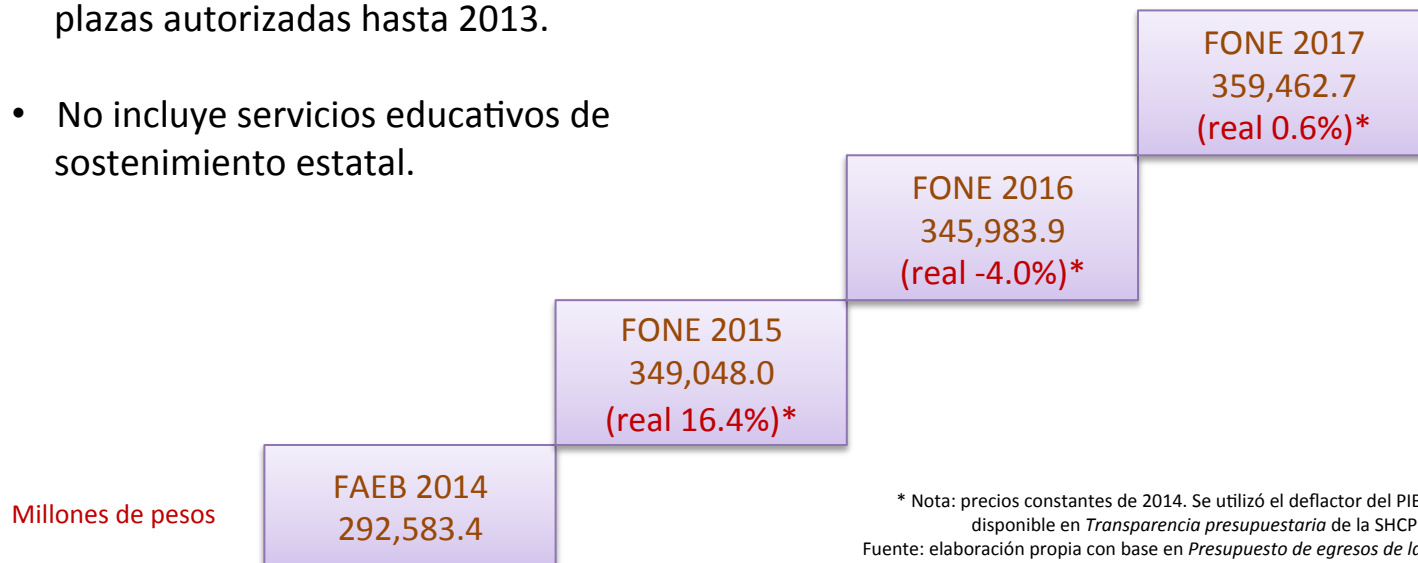 plazas autorizadas hasta 2013.
• No incluye servicios educativos de
sostenimiento estatal.
FONE 2017
359,462.7
(real 0.6%)*
FONE 2016
345,983.9
(real -4.0%)*
FONE 2015
349,048.0
(real 16.4%)*
FAEB 2014
292,583.4
Millones de pesos
* Nota: precios constantes de 2014. Se utilizó el deflactor del PIB
disponible en Transparencia presupuestaria de la SHCP
Fuente: elaboración propia con base en Presupuesto de egresos de la